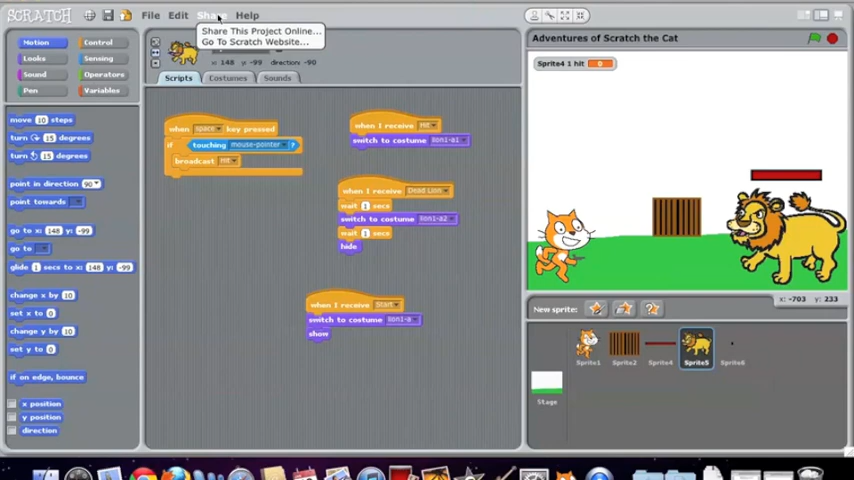 SCRATCH File Edit Share Help
Share This Project Online...
Go To Scratch Website...
Motion Control
Looks Sensing
Sound Operators
Pen Variables
x: 148 y: -99 direction: -90
Scripts Costumes Sounds
move 10 steps
turn 15 degrees
turn 15 degrees
point in direction 90
point towards
go to x: 148 y: -99
go to
glide 1 secs to x: 148 y: -99
change x by 10
set x to 0
change y by 10
set y to 0
if on edge, bounce
x position
y position
direction
when space key pressed
if touching mouse-pointer ?
broadcast Hit
when I receive Hit
switch to costume lion1-a1
when I receive Dead Lion
wait 1 secs
switch to costume lion1-a2
wait 1 secs
hide
when I receive Start
switch to costume lion1-a
show
Adventures of Scratch the Cat
Sprite4 1 hit 0
x: -703 y: 233
New sprite:
Sprite1 Sprite2 Sprite4 Sprite5 Sprite6
Stage